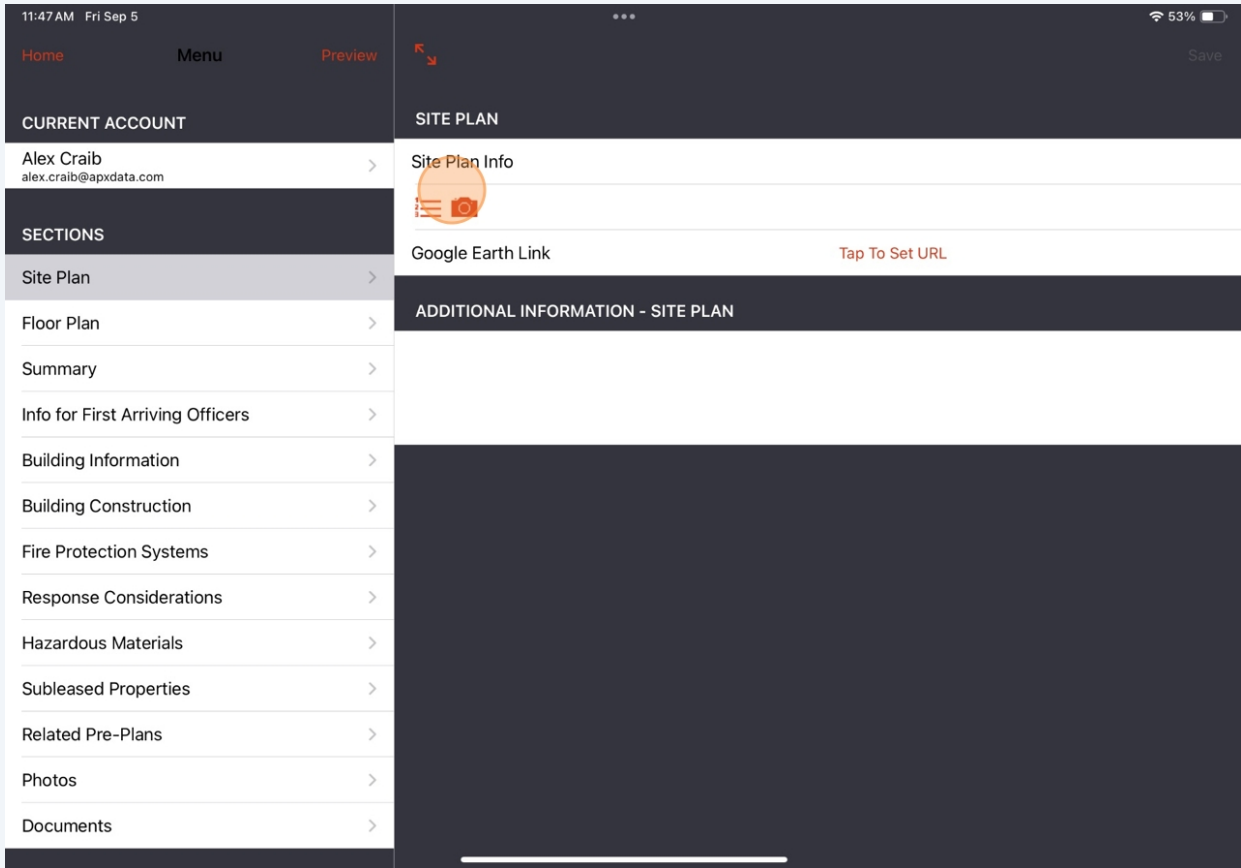 11:47 AM Fri Sep 5
53%
Home Menu Preview
Save
CURRENT ACCOUNT
Alex Craib
alex.craib@apxdata.com
SECTIONS
Site Plan
Floor Plan
Summary
Info for First Arriving Officers
Building Information
Building Construction
Fire Protection Systems
Response Considerations
Hazardous Materials
Subleased Properties
Related Pre-Plans
Photos
Documents
SITE PLAN
Site Plan Info
Google Earth Link Tap To Set URL
ADDITIONAL INFORMATION - SITE PLAN